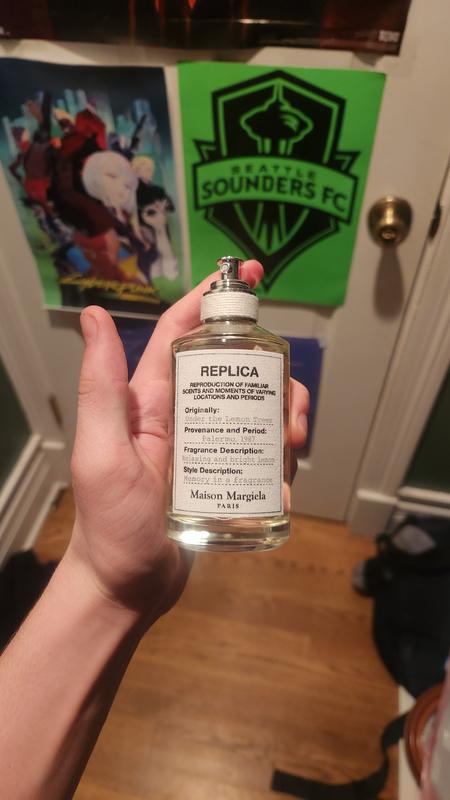 SEATTLE
SOUNDERS FC
REPLICA
REPRODUCTION OF FAMILIAR
SCENTS AND MOMENTS OF VARYING
LOCATIONS AND PERIODS
Originally:
Under the Lemon Trees
Provenance and Period:
Palermo, 1987
Fragrance Description:
Relaxing and bright lemon
Style Description:
Memory in a fragrance
Maison Margiela
PARIS